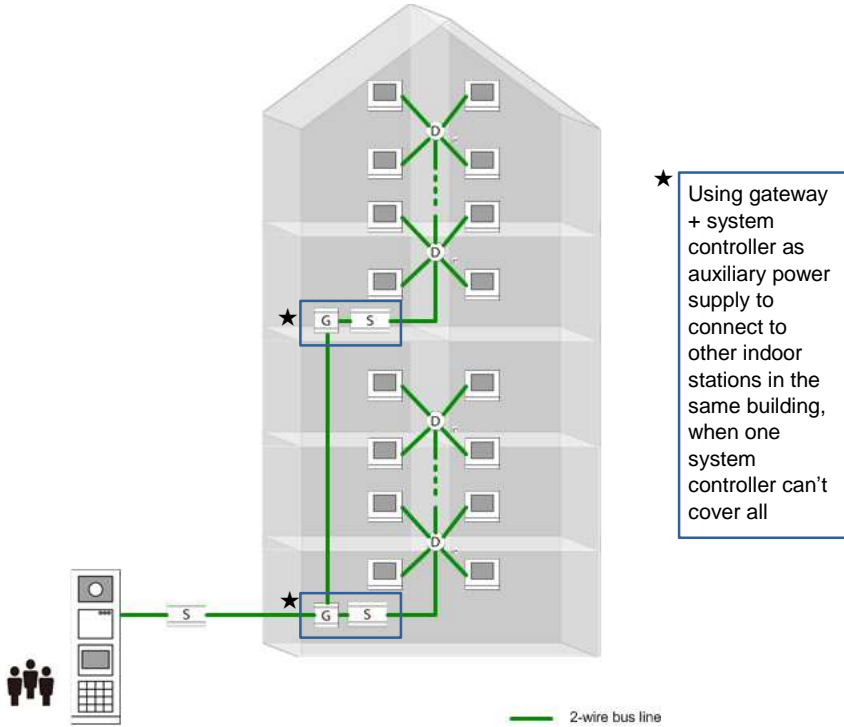 D
D
G S
D
D
G S
S
★
★
★
Using gateway
+ system
controller as
auxiliary power
supply to
connect to
other indoor
stations in the
same building,
when one
system
controller can't
cover all
2-wire bus line